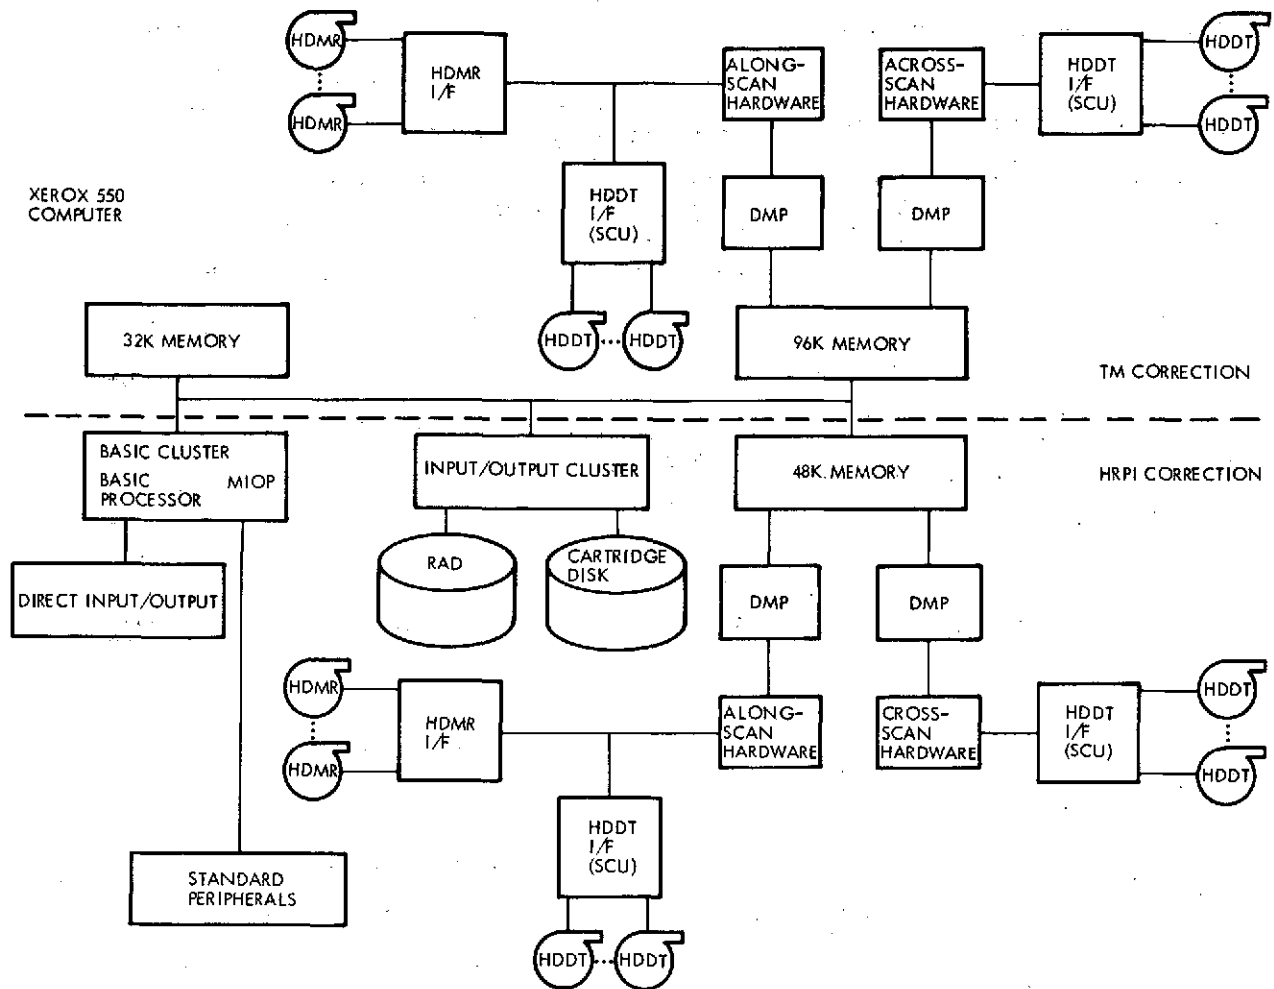 HDMR
HDMR
HDMR
I/F
ALONG-
SCAN
HARDWARE
ACROSS-
SCAN
HARDWARE
HDDT
I/F
(SCU)
HDDT
HDDT
XEROX 550
COMPUTER
HDDT
I/F
(SCU)
DMP
DMP
HDDT
HDDT
32K MEMORY
96K MEMORY
TM CORRECTION
BASIC CLUSTER
BASIC MIOP
PROCESSOR
INPUT/OUTPUT CLUSTER
48K MEMORY
HRPI CORRECTION
DIRECT INPUT/OUTPUT
RAD
CARTRIDGE
DISK
DMP
DMP
HDMR
HDMR
HDMR
I/F
ALONG-
SCAN
HARDWARE
CROSS-
SCAN
HARDWARE
HDDT
I/F
(SCU)
HDDT
HDDT
HDDT
I/F
(SCU)
STANDARD
PERIPHERALS
HDDT
HDDT